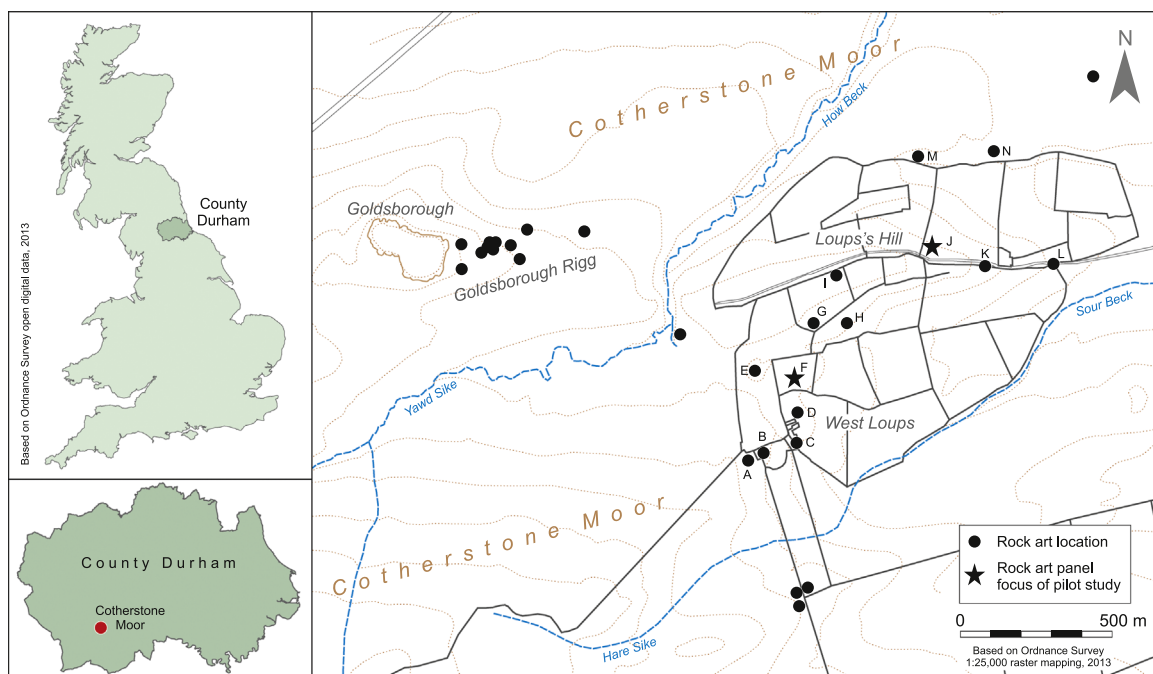 County
Durham
Based on Ordnance Survey open digital data, 2013
County Durham
Cotherstone
Moor
Cotherstone Moor
How Beck
N
M
N
Goldsborough
Loups's Hill
J
Goldsborough Rigg
K
L
I
Sour Beck
G
H
E
F
Yawd Sike
D
West Loups
B
C
A
Cotherstone Moor
Hare Sike
Rock art location
Rock art panel
focus of pilot study
0 500 m
Based on Ordnance Survey
1:25,000 raster mapping, 2013